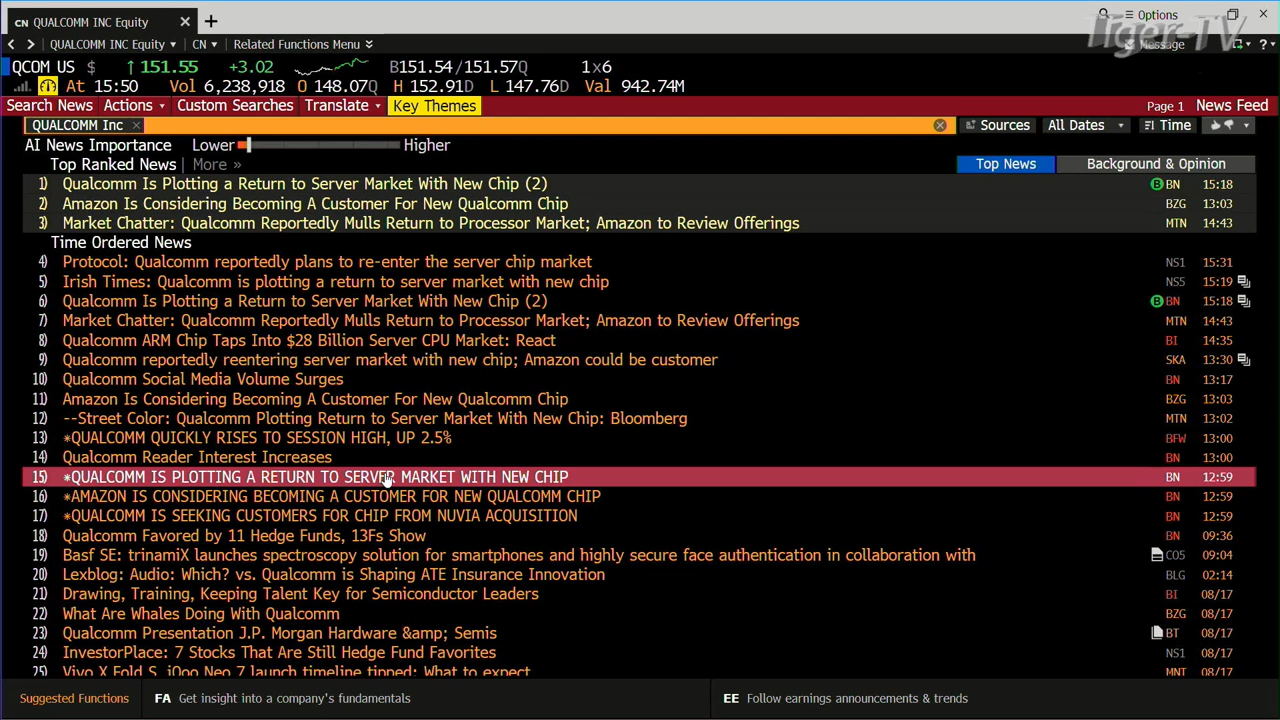 CN QUALCOMM INC Equity × +
Options
Tiger-TV
< > QUALCOMM INC Equity ▾ CN ▾ Related Functions Menu
Message
?
QCOM US $ ↑ 151.55 +3.02 B151.54/151.57Q 1x6
At 15:50 Vol 6,238,918 O 148.07Q H 152.91D L 147.76D Val 942.74M
Search News Actions Custom Searches Translate Key Themes Page 1 News Feed
QUALCOMM Inc × Sources All Dates Time
AI News Importance Lower Higher
Top Ranked News | More » Top News Background & Opinion
1) Qualcomm Is Plotting a Return to Server Market With New Chip (2) B BN 15:18
2) Amazon Is Considering Becoming A Customer For New Qualcomm Chip BZG 13:03
3) Market Chatter: Qualcomm Reportedly Mulls Return to Processor Market; Amazon to Review Offerings MTN 14:43
Time Ordered News
4) Protocol: Qualcomm reportedly plans to re-enter the server chip market NS1 15:31
5) Irish Times: Qualcomm is plotting a return to server market with new chip NS5 15:19
6) Qualcomm Is Plotting a Return to Server Market With New Chip (2) B BN 15:18
7) Market Chatter: Qualcomm Reportedly Mulls Return to Processor Market; Amazon to Review Offerings MTN 14:43
8) Qualcomm ARM Chip Taps Into $28 Billion Server CPU Market: React BI 14:35
9) Qualcomm reportedly reentering server market with new chip; Amazon could be customer SKA 13:30
10) Qualcomm Social Media Volume Surges BN 13:17
11) Amazon Is Considering Becoming A Customer For New Qualcomm Chip BZG 13:03
12) --Street Color: Qualcomm Plotting Return to Server Market With New Chip: Bloomberg MTN 13:02
13) *QUALCOMM QUICKLY RISES TO SESSION HIGH, UP 2.5% BFW 13:00
14) Qualcomm Reader Interest Increases BN 13:00
15) *QUALCOMM IS PLOTTING A RETURN TO SERVER MARKET WITH NEW CHIP BN 12:59
16) *AMAZON IS CONSIDERING BECOMING A CUSTOMER FOR NEW QUALCOMM CHIP BN 12:59
17) *QUALCOMM IS SEEKING CUSTOMERS FOR CHIP FROM NUVIA ACQUISITION BN 12:59
18) Qualcomm Favored by 11 Hedge Funds, 13Fs Show BN 09:36
19) Basf SE: trinamiX launches spectroscopy solution for smartphones and highly secure face authentication in collaboration with CO5 09:04
20) Lexblog: Audio: Which? vs. Qualcomm is Shaping ATE Insurance Innovation BLG 02:14
21) Drawing, Training, Keeping Talent Key for Semiconductor Leaders BI 08/17
22) What Are Whales Doing With Qualcomm BZG 08/17
23) Qualcomm Presentation J.P. Morgan Hardware &amp; Semis BT 08/17
24) InvestorPlace: 7 Stocks That Are Still Hedge Fund Favorites NS1 08/17
25) Vivo X Fold S, iQoo Neo 7 launch timeline tipped: What to expect MNT 08/17
Suggested Functions FA Get insight into a company's fundamentals EE Follow earnings announcements & trends